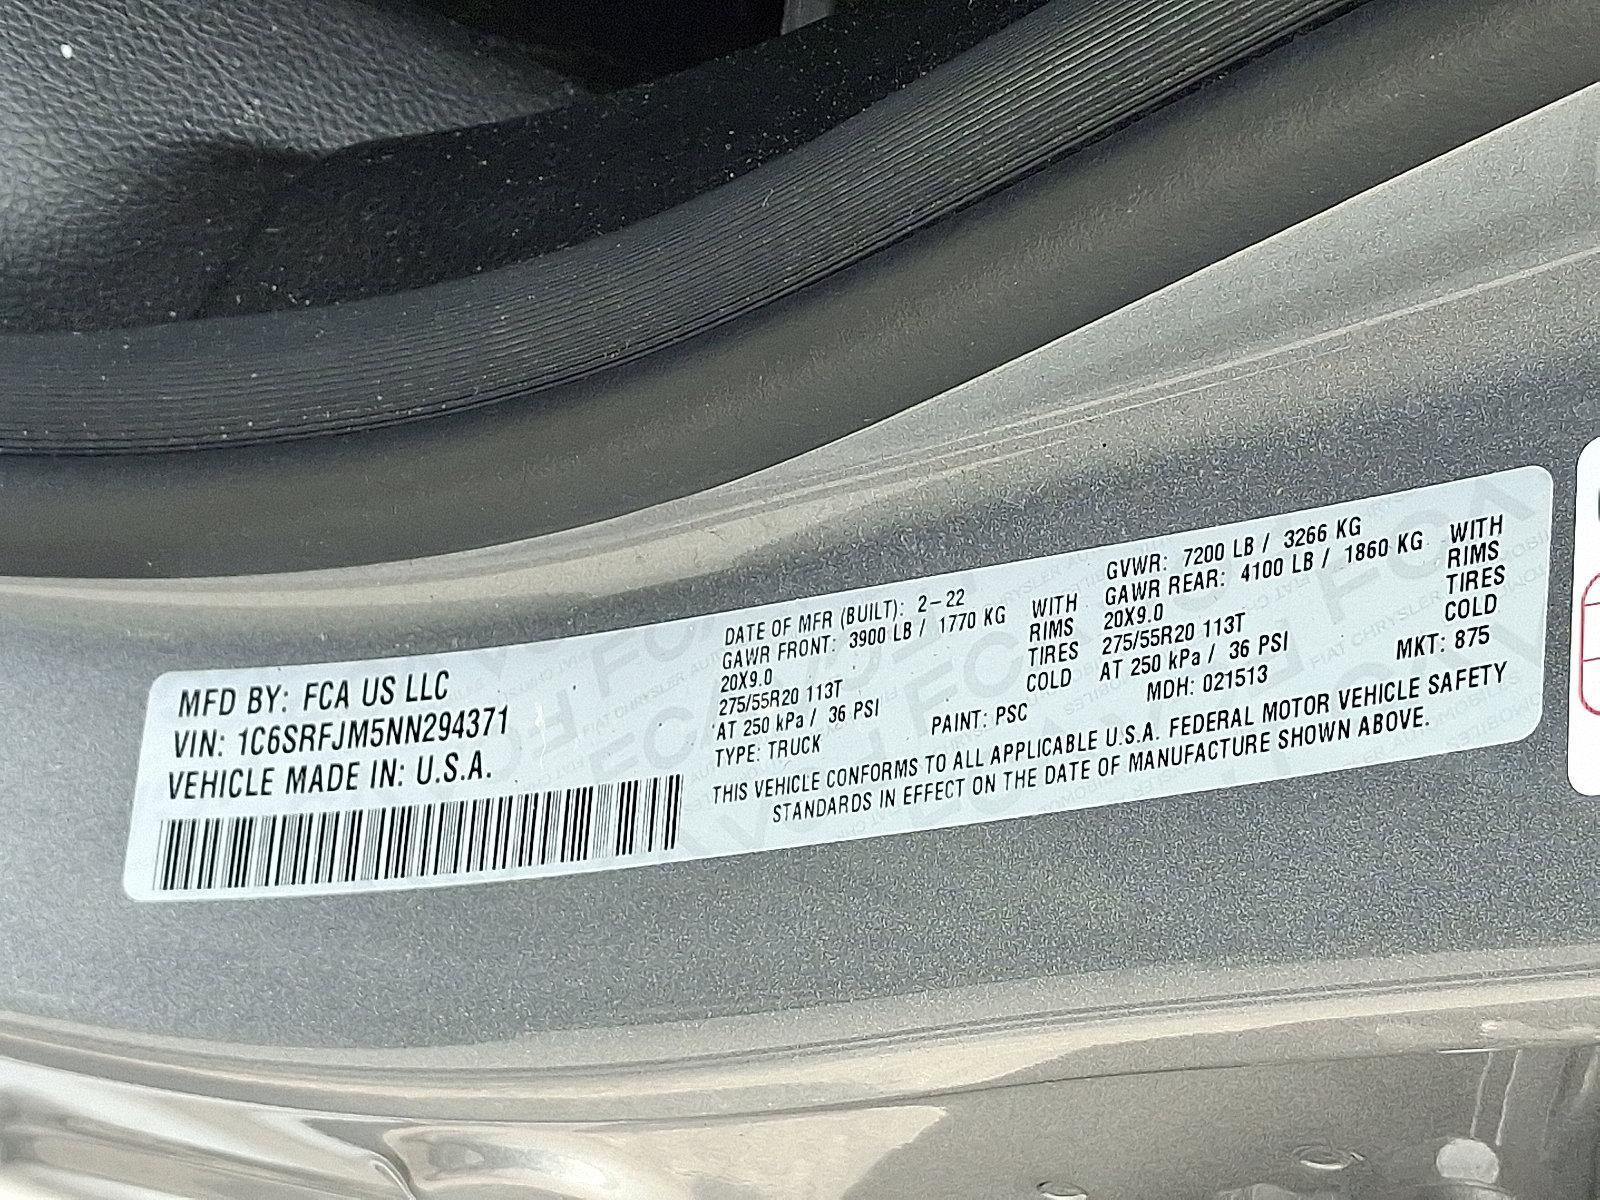 MFD BY: FCA US LLC
VIN: 1C6SRFJM5NN294371
VEHICLE MADE IN: U.S.A.
DATE OF MFR (BUILT): 2-22
GAWR FRONT: 3900 LB / 1770 KG WITH
20X9.0 RIMS
275/55R20 113T TIRES
AT 250 kPa / 36 PSI COLD
TYPE: TRUCK PAINT: PSC
GVWR: 7200 LB / 3266 KG
GAWR REAR: 4100 LB / 1860 KG WITH
20X9.0 RIMS
275/55R20 113T TIRES
AT 250 kPa / 36 PSI COLD
MDH: 021513 MKT: 875
THIS VEHICLE CONFORMS TO ALL APPLICABLE U.S.A. FEDERAL MOTOR VEHICLE SAFETY
STANDARDS IN EFFECT ON THE DATE OF MANUFACTURE SHOWN ABOVE.